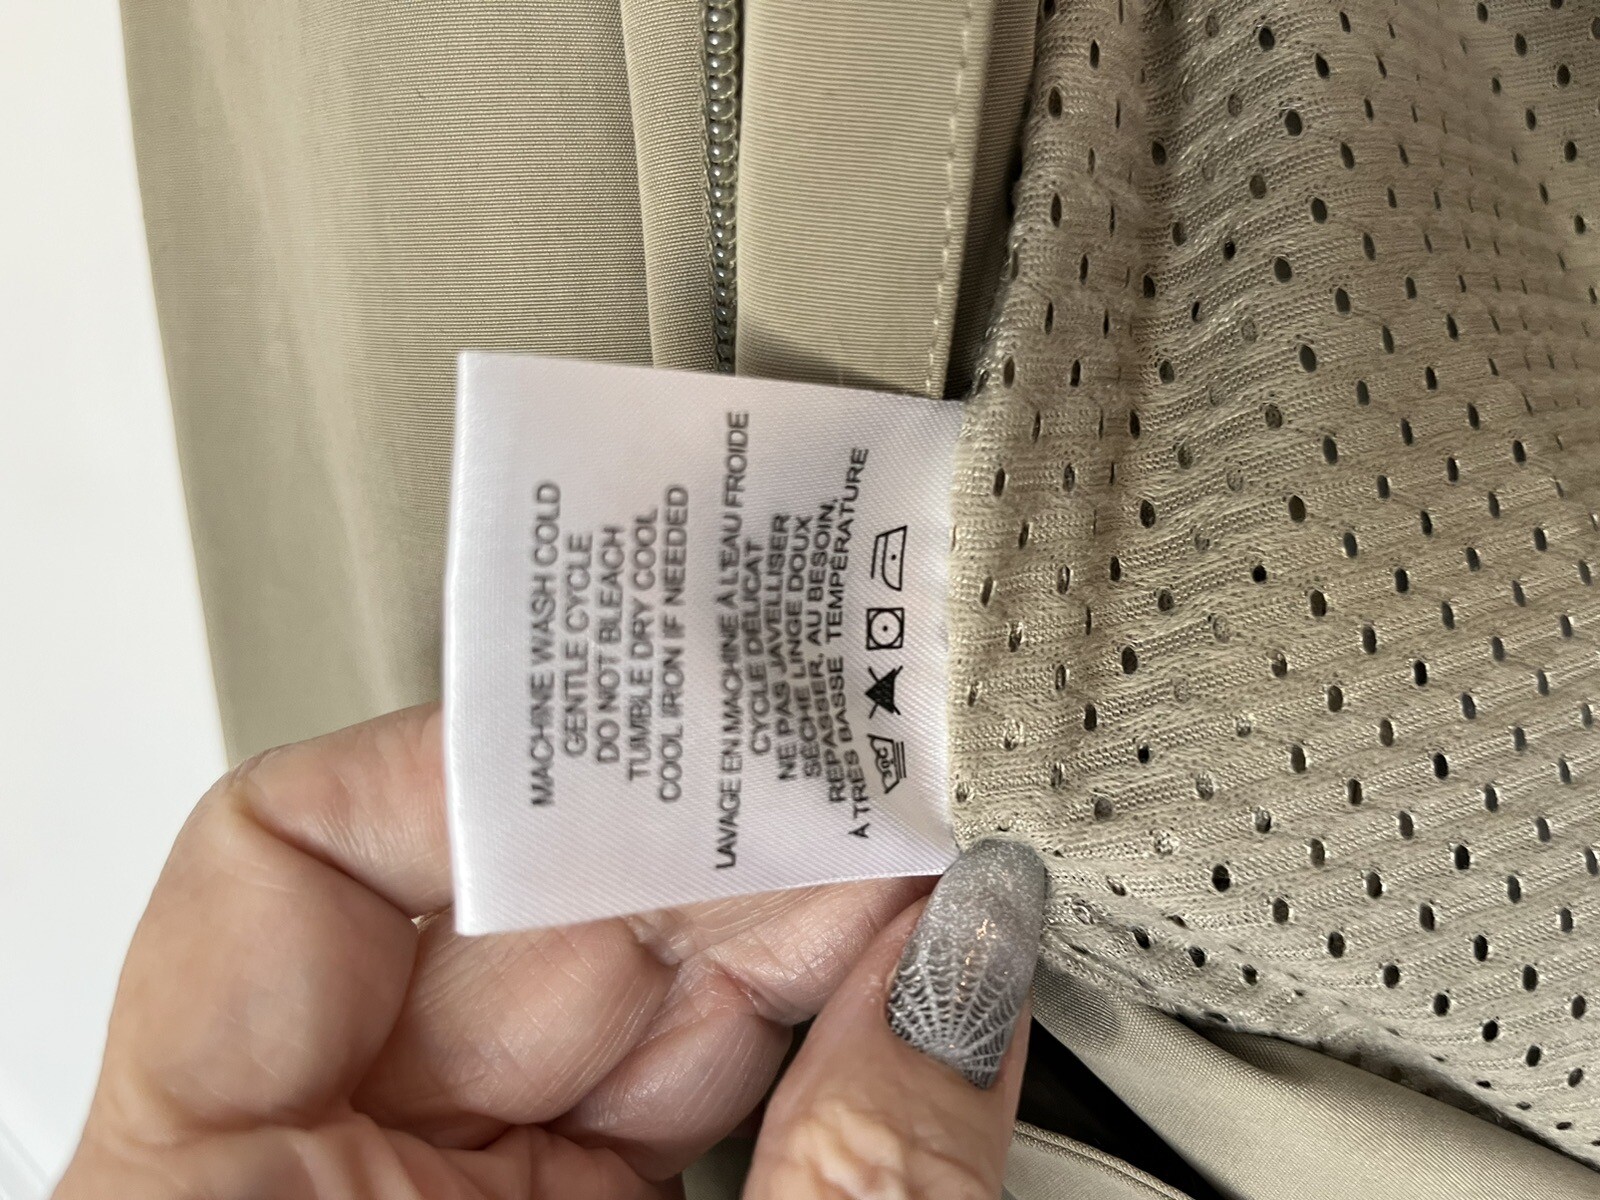 MACHINE WASH COLD
GENTLE CYCLE
DO NOT BLEACH
TUMBLE DRY COOL
COOL IRON IF NEEDED
LAVAGE EN MACHINE À L'EAU FROIDE
CYCLE DÉLICAT
NE PAS JAVELLISER
SÉCHER LINGE DOUX
REPASSER, AU BESOIN,
À TRÈS BASSE TEMPÉRATURE